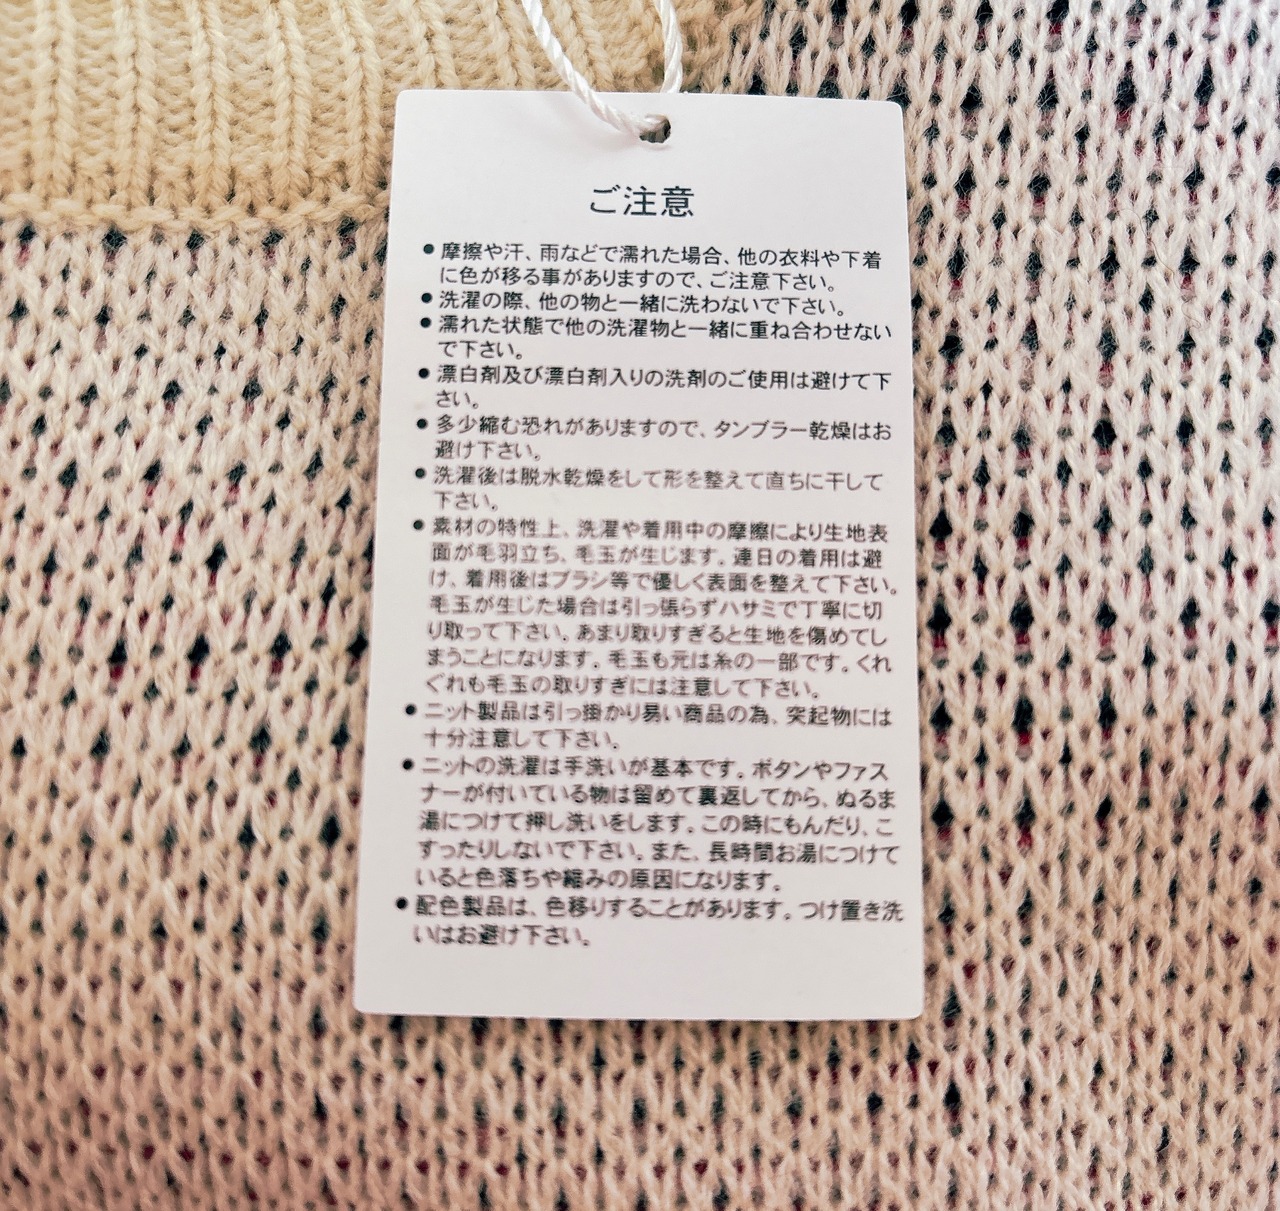 ご注意
●摩擦や汗、雨などで濡れた場合、他の衣料や下着
に色が移る事がありますので、ご注意下さい。
●洗濯の際、他の物と一緒に洗わないで下さい。
●濡れた状態で他の洗濯物と一緒に重ね合わせない
で下さい。
●漂白剤及び漂白剤入りの洗剤のご使用は避けて下
さい。
●多少縮む恐れがありますので、タンブラー乾燥はお
避け下さい。
●洗濯後は脱水乾燥をして形を整えて直ちに干して
下さい。
●素材の特性上、洗濯や着用中の摩擦により生地表
面が毛羽立ち、毛玉が生じます。連日の着用は避
け、着用後はブラシ等で優しく表面を整えて下さい。
毛玉が生じた場合は引っ張らずハサミで丁寧に切
り取って下さい。あまり取りすぎると生地を傷めてし
まうことになります。毛玉も元は糸の一部です。くれ
ぐれも毛玉の取りすぎには注意して下さい。
●ニット製品は引っ掛かり易い商品の為、突起物には
十分注意して下さい。
●ニットの洗濯は手洗いが基本です。ボタンやファス
ナーが付いている物は留めて裏返してから、ぬるま
湯につけて押し洗いをします。この時にもんだり、こ
すったりしないで下さい。また、長時間お湯につけて
いると色落ちや縮みの原因になります。
●配色製品は、色移りすることがあります。つけ置き洗
いはお避け下さい。